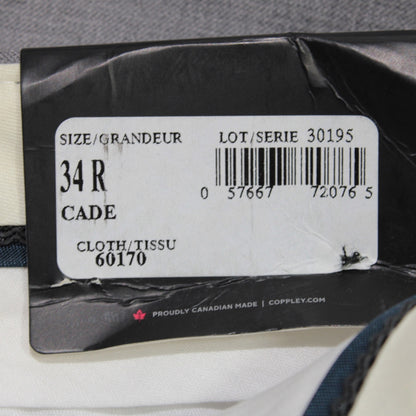 SIZE/GRANDEUR LOT/SERIE 30195
34 R
0 57667 72076 5
CADE
CLOTH/TISSU
60170
PROUDLY CANADIAN MADE | COPPLEY.COM